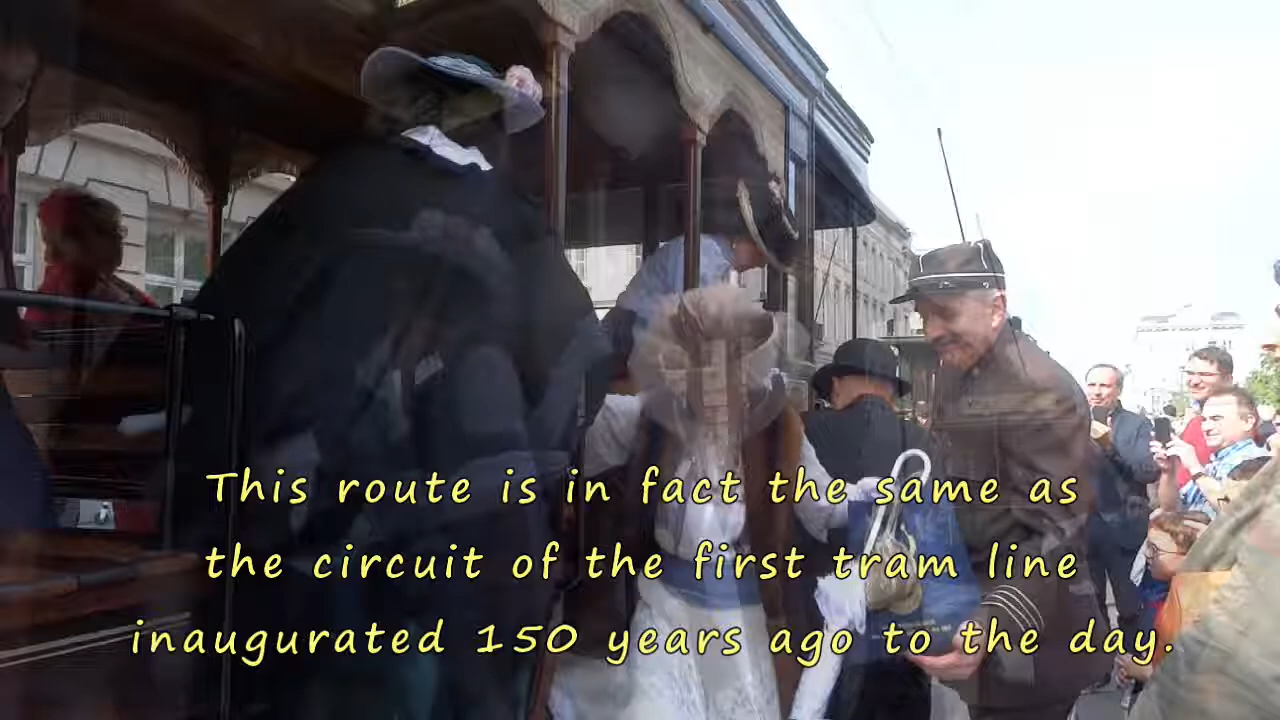 This route is in fact the same as
the circuit of the first tram line
inaugurated 150 years ago to the day.